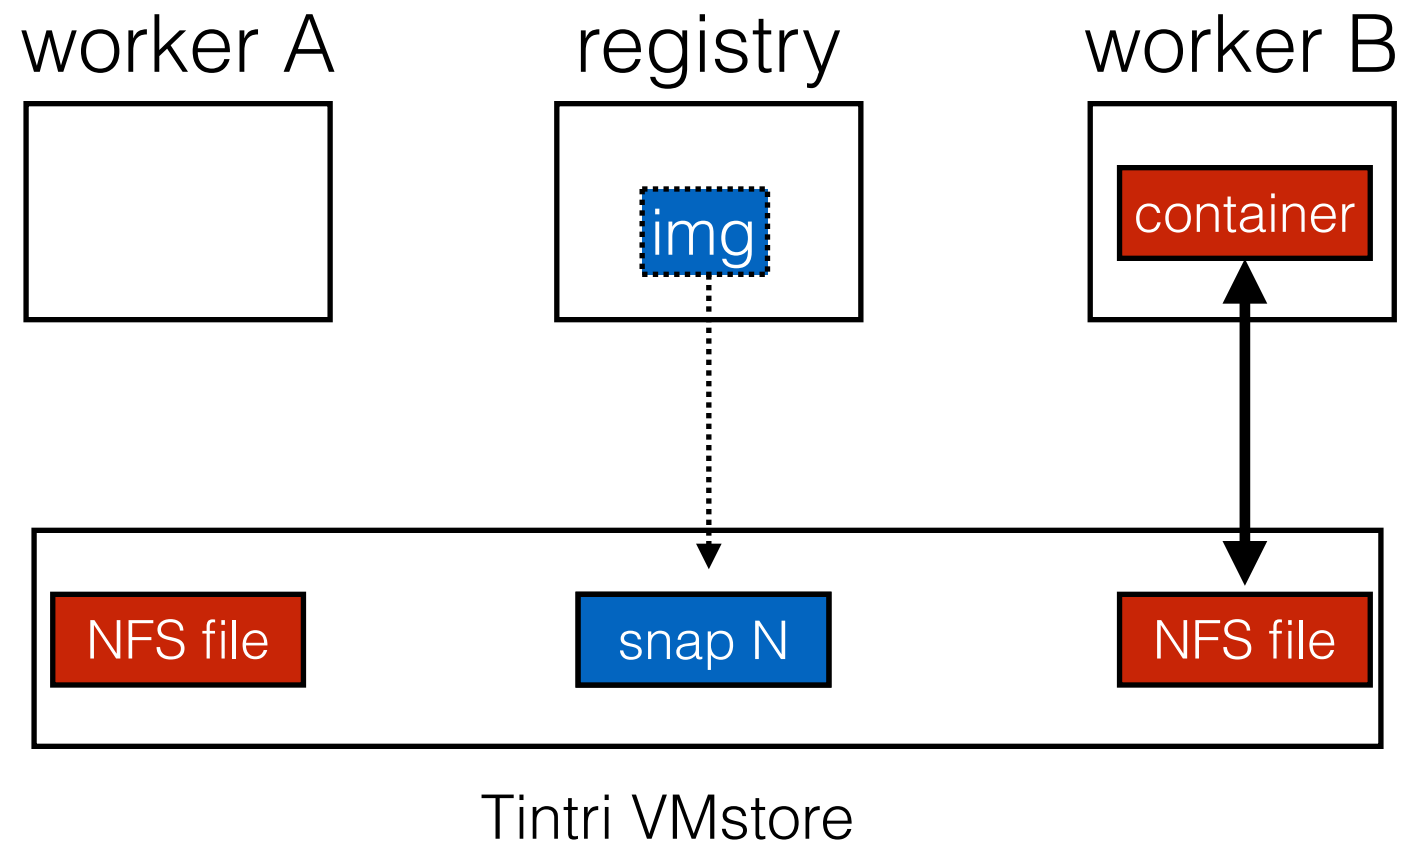 worker A
registry
worker B
img
container
NFS file
snap N
NFS file
Tintri VMstore